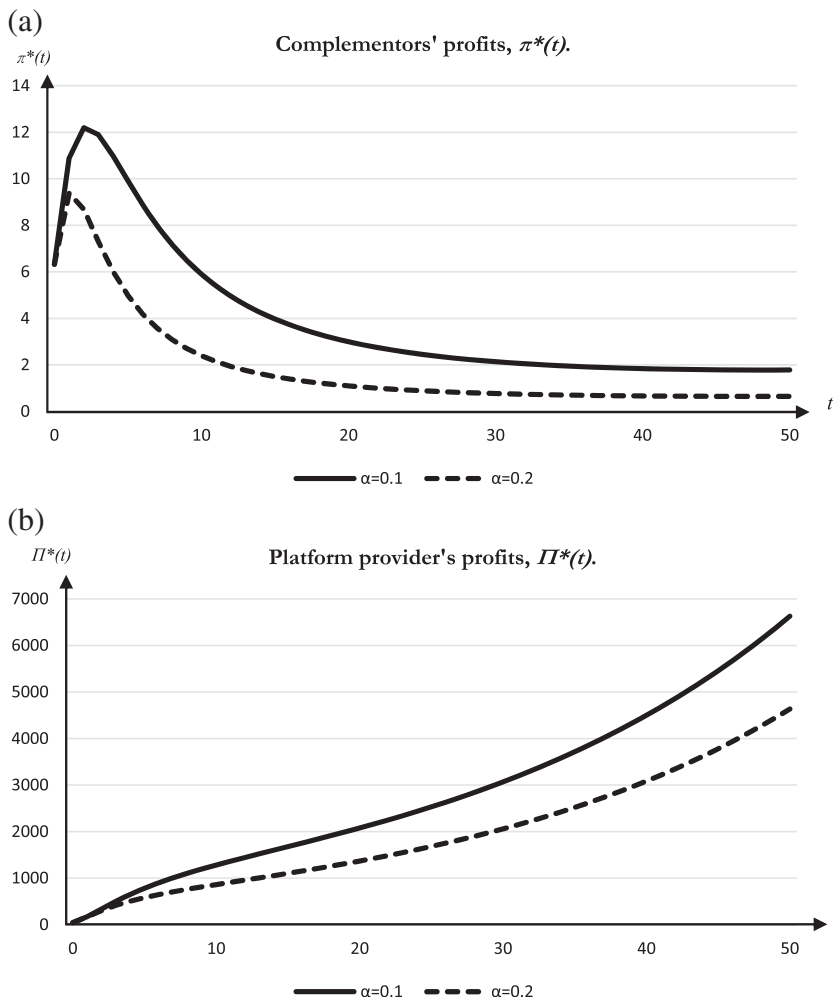 (a)
Complementors' profits, π*(t).
π*(t)
14
12
10
8
6
4
2
0
t
0 10 20 30 40 50
α=0.1 α=0.2
(b)
Platform provider's profits, Π*(t).
Π*(t)
7000
6000
5000
4000
3000
2000
1000
0
0 10 20 30 40 50
α=0.1 α=0.2